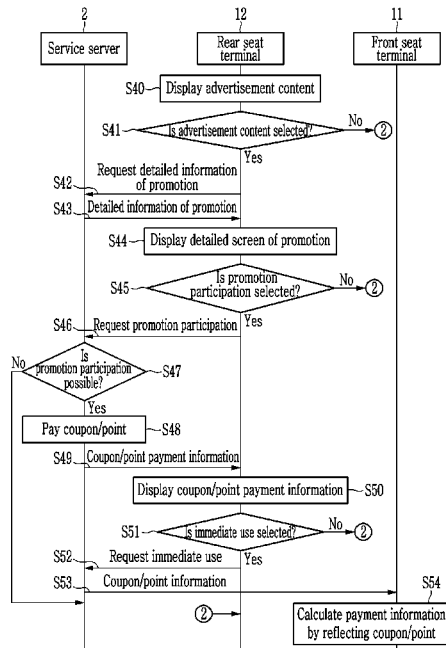 2
12
11
Service server
Rear seat
terminal
Front seat
terminal
S40
Display advertisement content
S41
Is advertisement content selected?
No
2
Yes
S42
Request detailed information
of promotion
S43
Detailed information of promotion
S44
Display detailed screen of promotion
S45
Is promotion
participation selected?
No
2
Yes
S46
Request promotion participation
No
Is
promotion participation
possible?
S47
Yes
Pay coupon/point
S48
S49
Coupon/point payment information
Display coupon/point payment information
S50
S51
Is immediate use selected?
No
2
Yes
S52
Request immediate use
S53
Coupon/point information
S54
2
Calculate payment information
by reflecting coupon/point